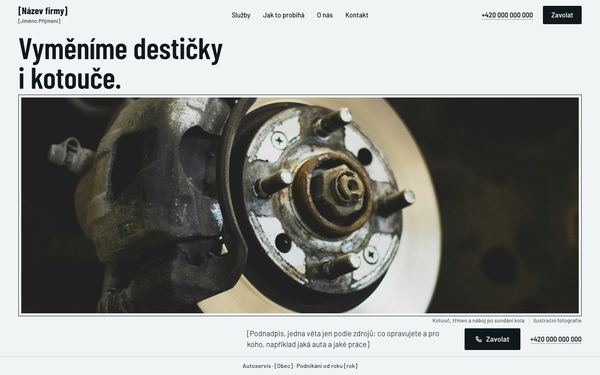 [Název firmy]
[Jméno Příjmení]
Služby
Jak to probíhá
O nás
Kontakt
+420 000 000 000
Zavolat
Vyměníme destičky
i kotouče.
Kotouč, třmen a náboj po sundání kola
ilustrační fotografie
[Podnadpis, jedna věta jen podle zdrojů: co opravujete a pro
koho, například jaká auta a jaké práce]
Zavolat
+420 000 000 000
Autoservis · [Obec] · Podnikání od roku [rok]